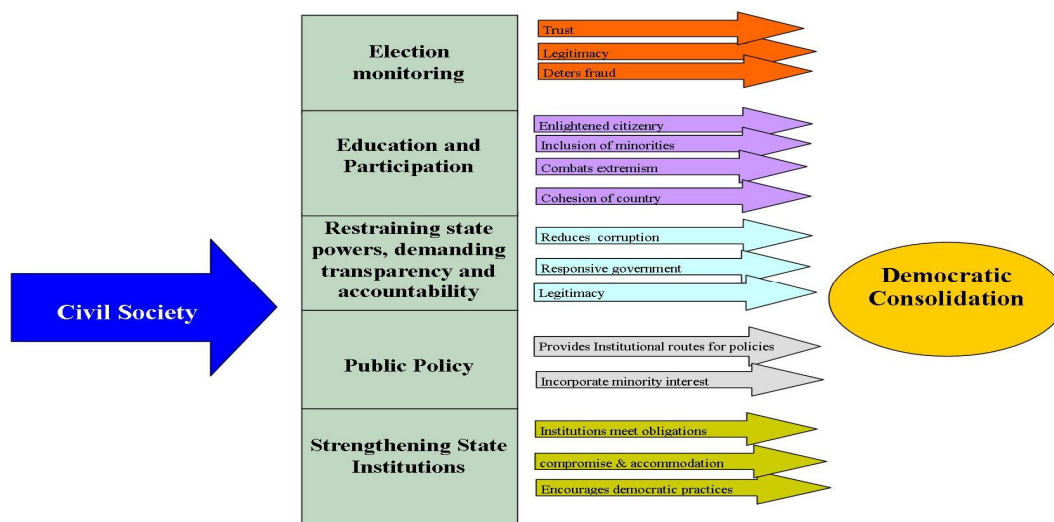 Civil Society
Election
monitoring
Trust
Legitimacy
Deters fraud
Education and
Participation
Enlightened citizenry
Inclusion of minorities
Combats extremism
Cohesion of country
Restraining state
powers, demanding
transparency and
accountability
Reduces corruption
Responsive government
Legitimacy
Public Policy
Provides Institutional routes for policies
Incorporate minority interest
Strengthening State
Institutions
Institutions meet obligations
compromise & accommodation
Encourages democratic practices
Democratic
Consolidation